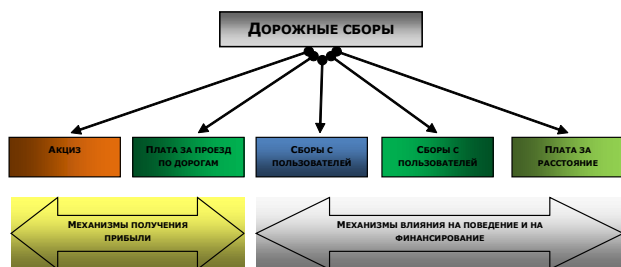 ДОРОЖНЫЕ СБОРЫ
АКЦИЗ
ПЛАТА ЗА ПРОЕЗД
ПО ДОРОГАМ
СБОРЫ С
ПОЛЬЗОВАТЕЛЕЙ
СБОРЫ С
ПОЛЬЗОВАТЕЛЕЙ
ПЛАТА ЗА
РАССТОЯНИЕ
МЕХАНИЗМЫ ПОЛУЧЕНИЯ
ПРИБЫЛИ
МЕХАНИЗМЫ ВЛИЯНИЯ НА ПОВЕДЕНИЕ И НА
ФИНАНСИРОВАНИЕ